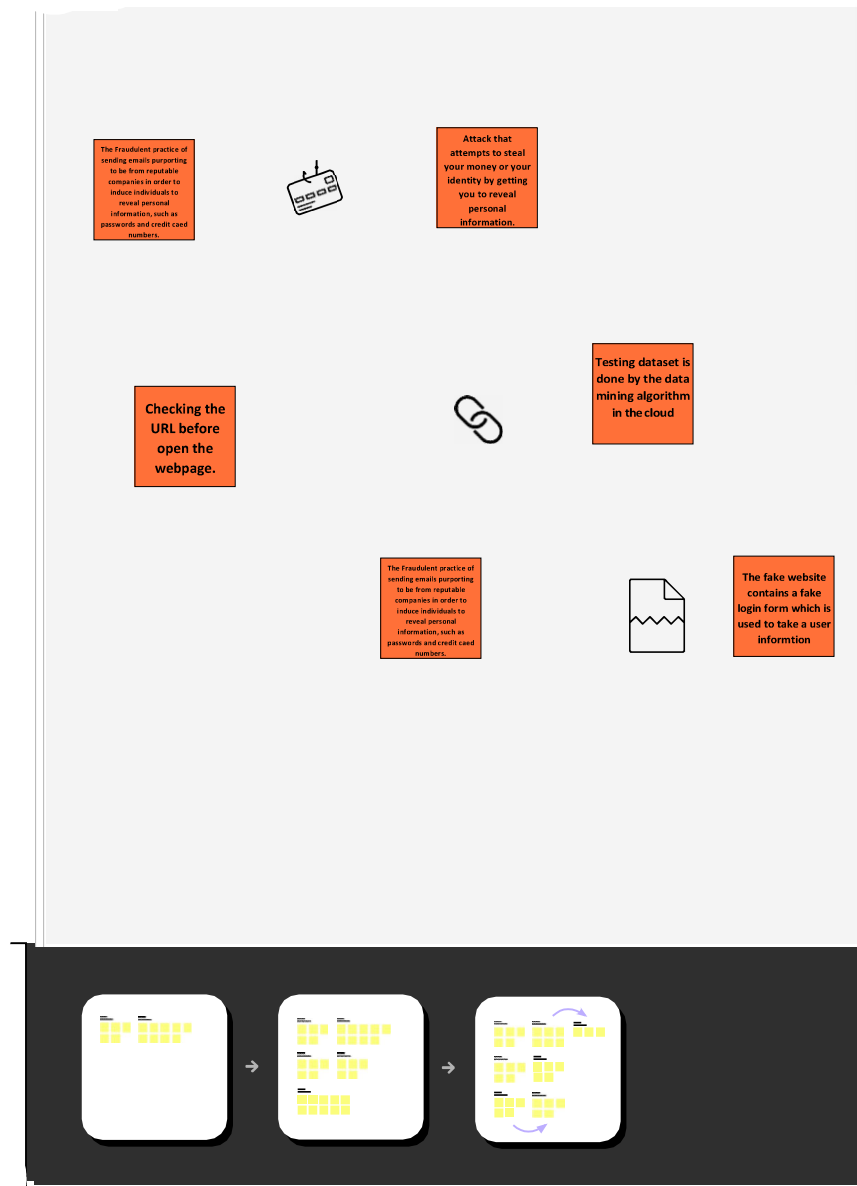 The Fraudulent practice of
sending emails purporting
to be from reputable
companies in order to
induce individuals to
reveal personal
information, such as
passwords and credit caed
numbers.
Attack that
attempts to steal
your money or your
identity by getting
you to reveal
personal
information.
Checking the
URL before
open the
webpage.
Testing dataset is
done by the data
mining algorithm
in the cloud
The Fraudulent practice of
sending emails purporting
to be from reputable
companies in order to
induce individuals to
reveal personal
information, such as
passwords and credit caed
numbers.
The fake website
contains a fake
login form which is
used to take a user
informtion